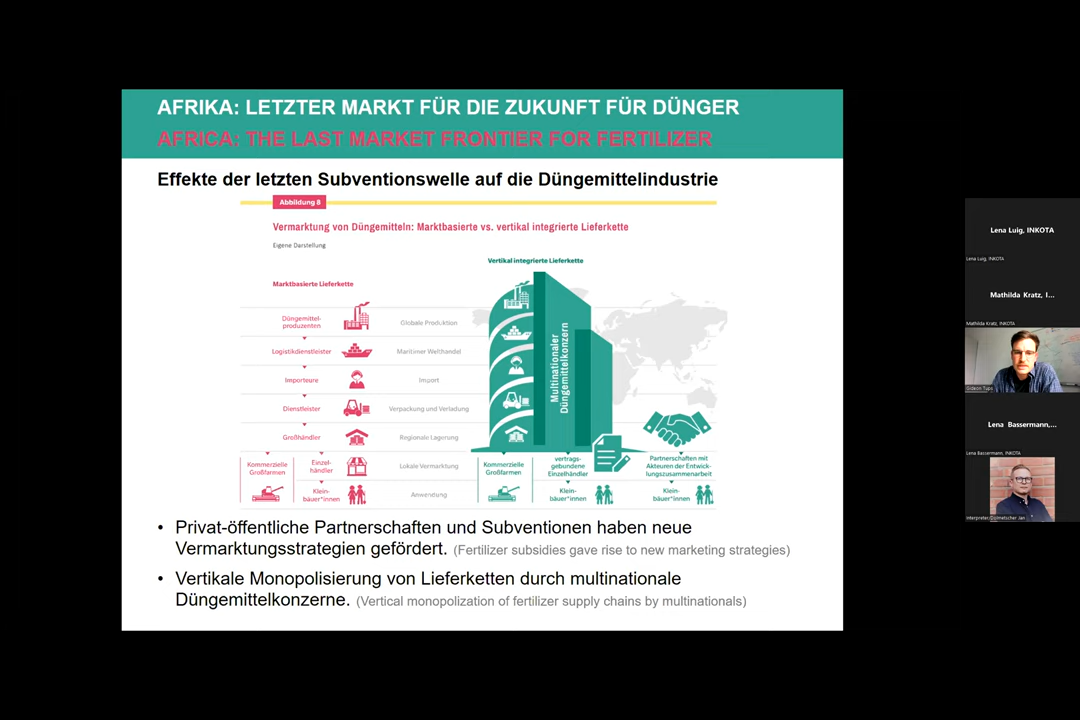 AFRIKA: LETZTER MARKT FÜR DIE ZUKUNFT FÜR DÜNGER
AFRICA: THE LAST MARKET FRONTIER FOR FERTILIZER
Effekte der letzten Subventionswelle auf die Düngemittelindustrie
Abbildung 8
Vermarktung von Düngemitteln: Marktbasierte vs. vertikal integrierte Lieferkette
Eigene Darstellung
Vertikal integrierte Lieferkette
Marktbasierte Lieferkette
Düngemittel-
produzenten
Globale Produktion
Logistikdienstleister
Maritimer Welthandel
Importeure
Import
Dienstleister
Verpackung und Verladung
Großhändler
Regionale Lagerung
Multinationaler
Düngemittelkonzern
Kommerzielle
Großfarmen
Einzel-
händler
Lokale Vermarktung
Klein-
bäuer*innen
Anwendung
Kommerzielle
Großfarmen
vertrags-
gebundene
Einzelhändler
Klein-
bäuer*innen
Partnerschaften mit
Akteuren der Entwick-
lungszusammenarbeit
Klein-
bäuer*innen
• Privat-öffentliche Partnerschaften und Subventionen haben neue
Vermarktungsstrategien gefördert. (Fertilizer subsidies gave rise to new marketing strategies)
• Vertikale Monopolisierung von Lieferketten durch multinationale
Düngemittelkonzerne. (Vertical monopolization of fertilizer supply chains by multinationals)
Lena Luig, INKOTA
Lena Luig, INKOTA
Mathilda Kratz, I...
Mathilda Kratz, INKOTA
Gideon Tups
Lena Bassermann,...
Lena Bassermann, INKOTA
Interpreter/Dolmetscher Jan